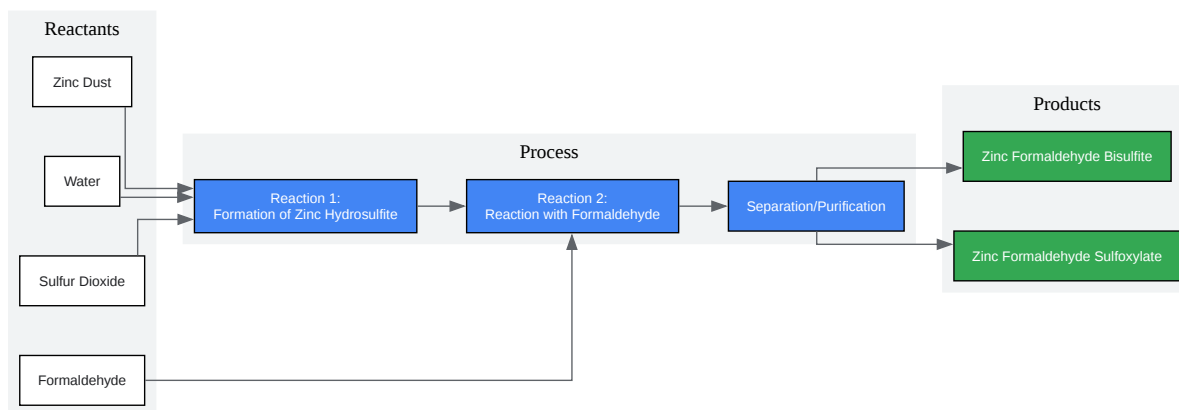 Reactants
Zinc Dust
Water
Sulfur Dioxide
Formaldehyde
Process
Reaction 1:
Formation of Zinc Hydrosulfite
Reaction 2:
Reaction with Formaldehyde
Separation/Purification
Products
Zinc Formaldehyde Bisulfite
Zinc Formaldehyde Sulfoxylate